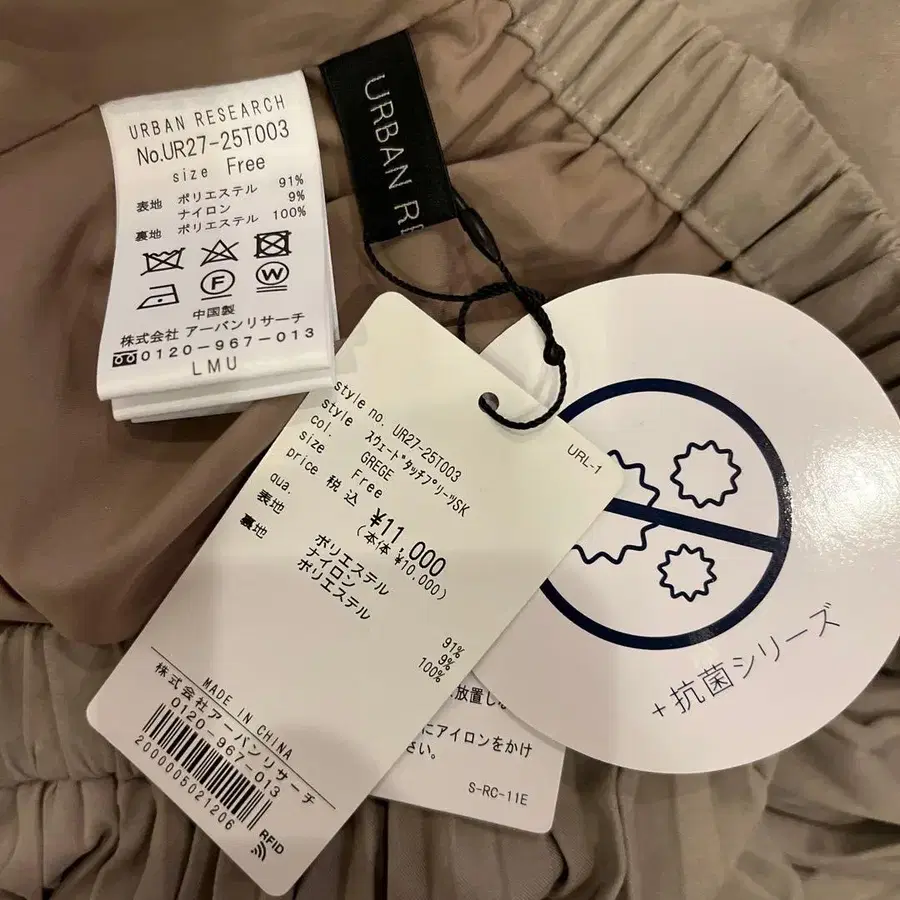 URBAN RESEARCH
No.UR27-25T003
size Free
表地 ポリエステル 91%
ナイロン 9%
裏地 ポリエステル 100%
F
W
中国製
株式会社 アーバンリサーチ
0120-967-013
LMU
URBAN RE
style no. UR27-25T003
style スウェードタッチプリーツSK
col. GREGE
size Free
price 税込 ¥11,000
(本体 ¥10,000)
qua.
表地 ポリエステル 91%
ナイロン 9%
裏地 ポリエステル 100%
MADE IN CHINA
株式会社アーバンリサーチ
0120-967-013
2000005021206
RFID
URL-1
+抗菌シリーズ
放置し
にアイロンをかけ
さい。
S-RC-11E